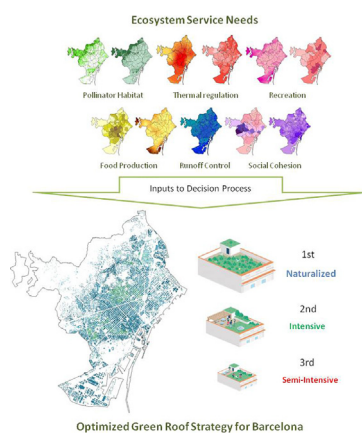 Ecosystem Service Needs
Pollinator Habitat
Thermal regulation
Recreation
Food Production
Runoff Control
Social Cohesion
Inputs to Decision Process
1st
Naturalized
2nd
Intensive
3rd
Semi-Intensive
Optimized Green Roof Strategy for Barcelona